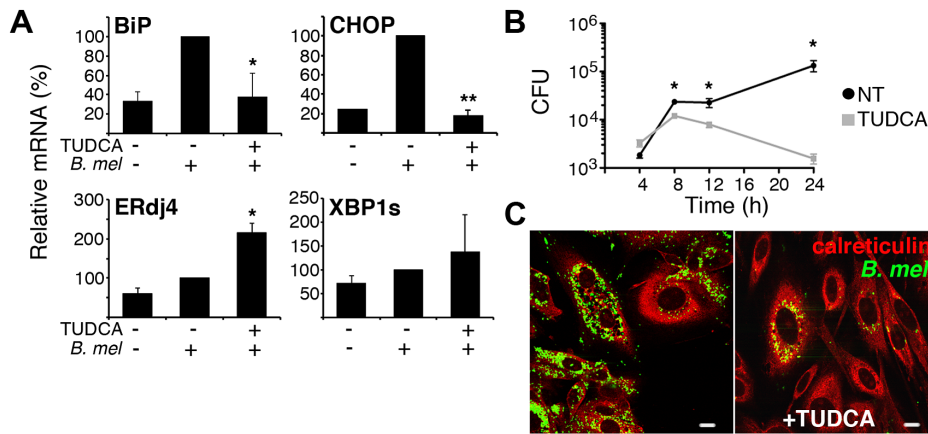 A
Relative mRNA (%)
BiP
100
80
60
40
20
TUDCA - - +
B. mel - + +
CHOP
100
80
60
40
20
- - +
- + +
ERdj4
300
200
100
TUDCA - - +
B. mel - + +
XBP1s
250
200
150
100
50
- - +
- + +
B
CFU
10⁶
10⁵
10⁴
10³
4 8 12 16 20 24
Time (h)
NT
TUDCA
* * *
* **
*
C
calreticulin
B. mel
+TUDCA